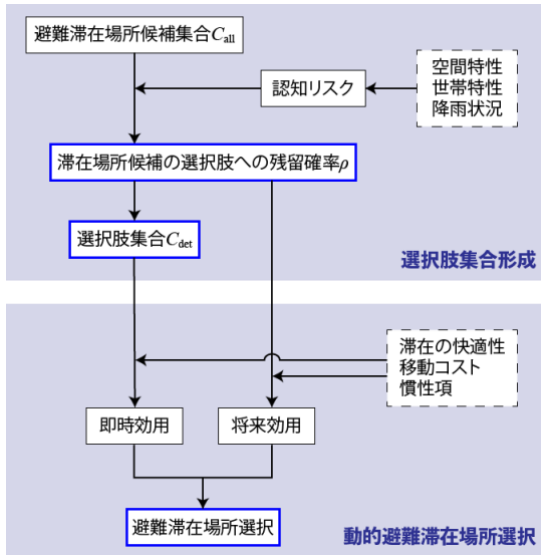 避難滞在場所候補集合Call
空間特性
世帯特性
降雨状況
認知リスク
滞在場所候補の選択肢への残留確率ρ
選択肢集合Cdet
選択肢集合形成
滞在の快適性
移動コスト
慣性項
即時効用
将来効用
避難滞在場所選択
動的避難滞在場所選択